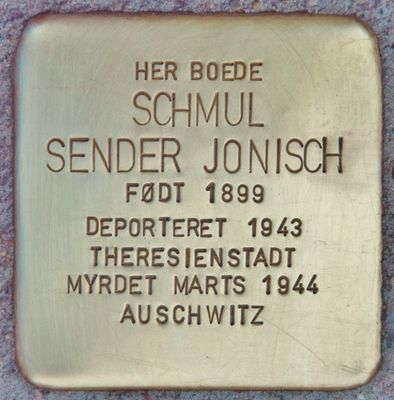 HER BOEDE
SCHMUL
SENDER JONISCH
FØDT 1899
DEPORTERET 1943
THERESIENSTADT
MYRDET MARTS 1944
AUSCHWITZ